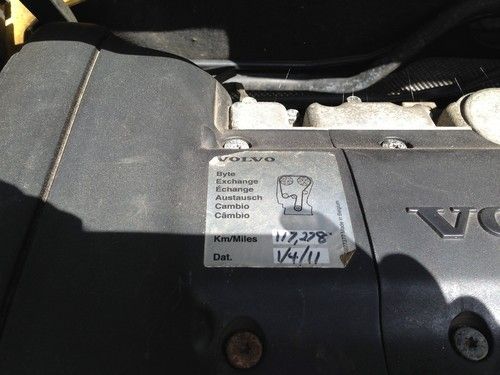 VOLVO
Byte
Exchange
Échange
Austausch
Cambio
Câmbio
Km/Miles 117,278
Dat. 1/4/11
VO